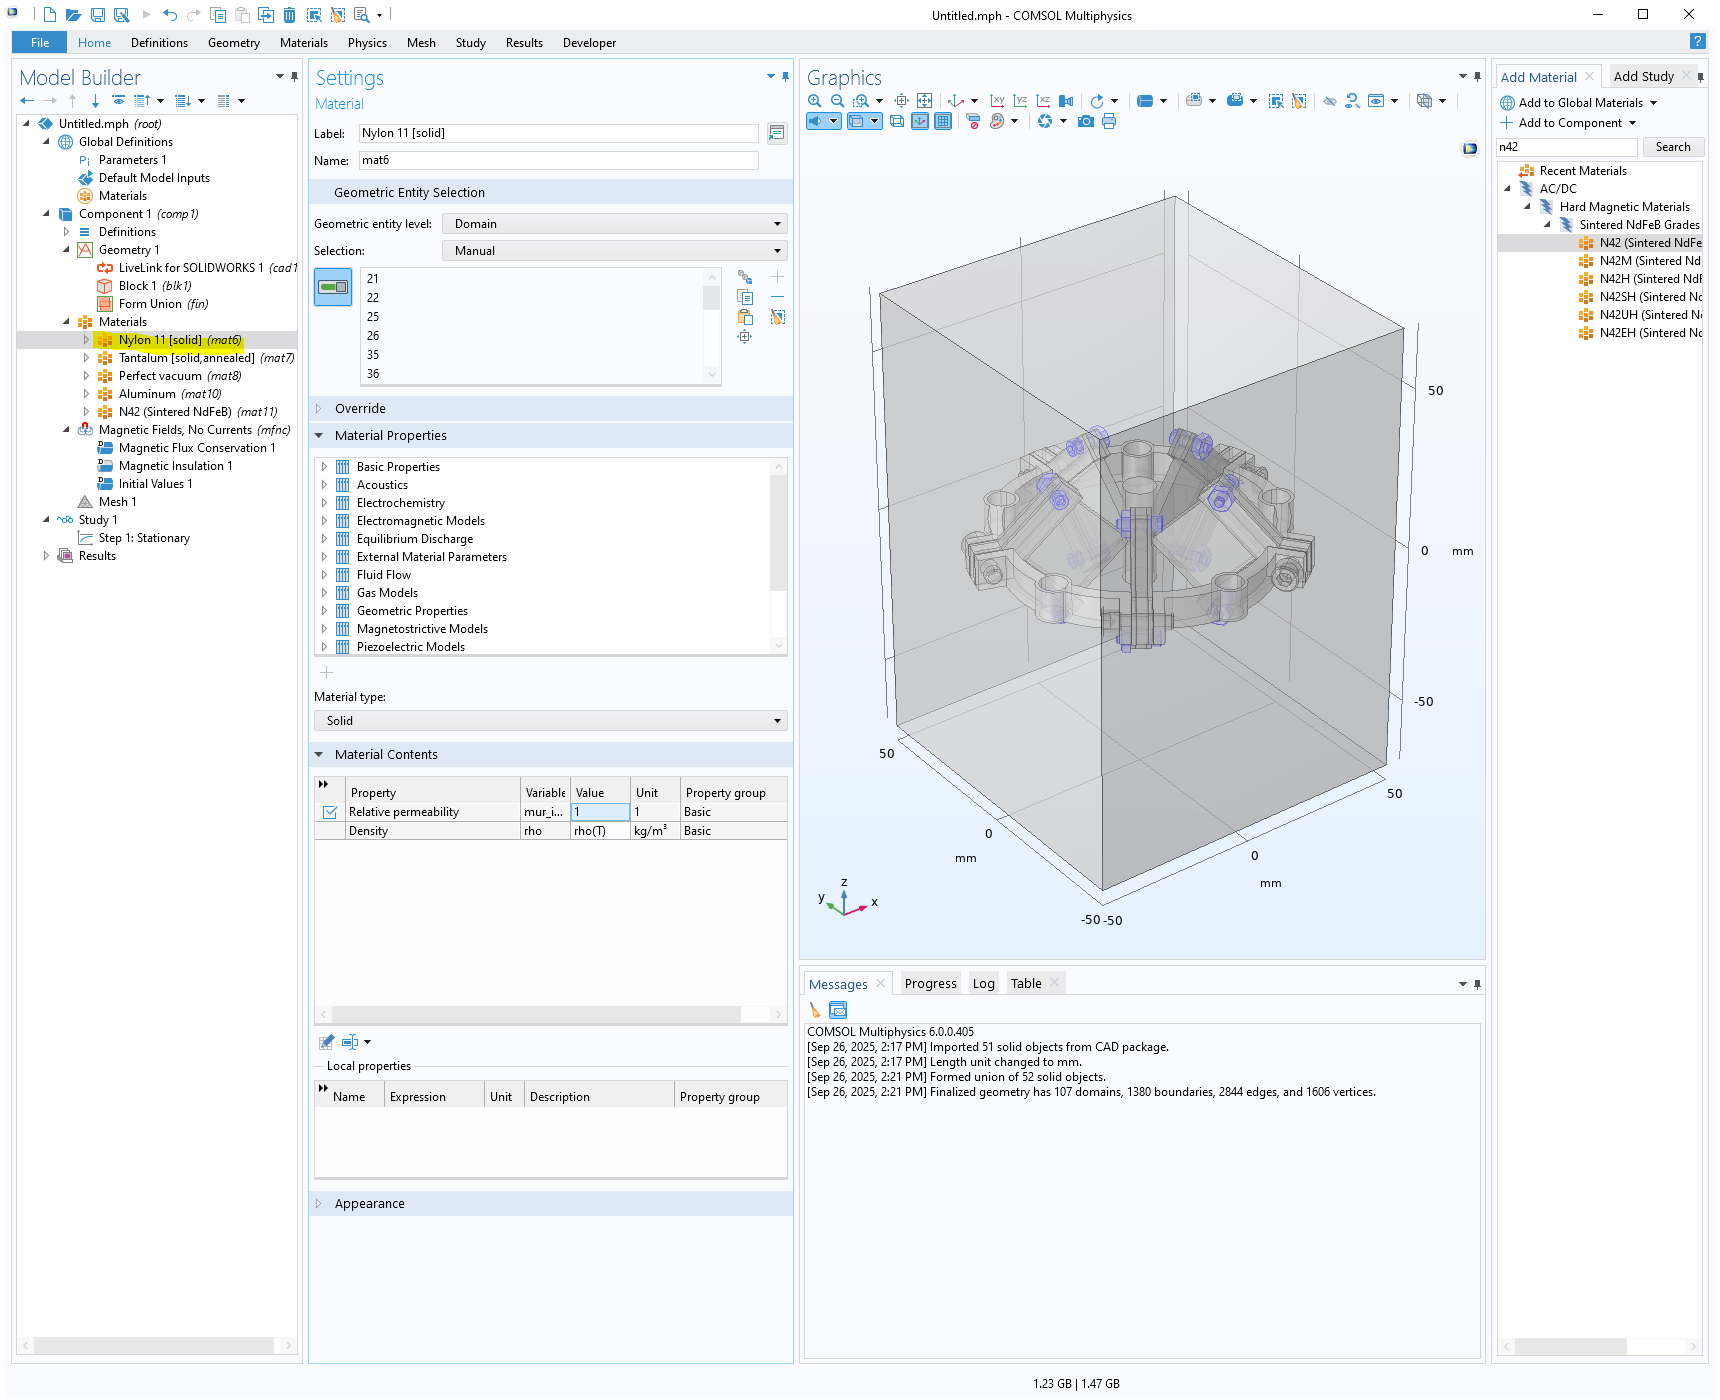 Untitled.mph - COMSOL Multiphysics
File Home Definitions Geometry Materials Physics Mesh Study Results Developer
?
Model Builder
Untitled.mph (root)
Global Definitions
Pi Parameters 1
Default Model Inputs
Materials
Component 1 (comp1)
Definitions
Geometry 1
LiveLink for SOLIDWORKS 1 (cad1
Block 1 (blk1)
Form Union (fin)
Materials
Nylon 11 [solid] (mat6)
Tantalum [solid,annealed] (mat7)
Perfect vacuum (mat8)
Aluminum (mat10)
N42 (Sintered NdFeB) (mat11)
Magnetic Fields, No Currents (mfnc)
Magnetic Flux Conservation 1
Magnetic Insulation 1
Initial Values 1
Mesh 1
Study 1
Step 1: Stationary
Results
Settings
Material
Label: Nylon 11 [solid]
Name: mat6
Geometric Entity Selection
Geometric entity level: Domain
Selection: Manual
21
22
25
26
35
36
Override
Material Properties
Basic Properties
Acoustics
Electrochemistry
Electromagnetic Models
Equilibrium Discharge
External Material Parameters
Fluid Flow
Gas Models
Geometric Properties
Magnetostrictive Models
Piezoelectric Models
Material type:
Solid
Material Contents
Property Variable Value Unit Property group
Relative permeability mur_i... 1 1 Basic
Density rho rho(T) kg/m³ Basic
Local properties
Name Expression Unit Description Property group
Appearance
Graphics
xy yz xz
50
0 mm
-50
50
50
0
0
mm
mm
-50 -50
z
y
x
Messages Progress Log Table
COMSOL Multiphysics 6.0.0.405
[Sep 26, 2025, 2:17 PM] Imported 51 solid objects from CAD package.
[Sep 26, 2025, 2:17 PM] Length unit changed to mm.
[Sep 26, 2025, 2:21 PM] Formed union of 52 solid objects.
[Sep 26, 2025, 2:21 PM] Finalized geometry has 107 domains, 1380 boundaries, 2844 edges, and 1606 vertices.
Add Material Add Study
Add to Global Materials
Add to Component
n42 Search
Recent Materials
AC/DC
Hard Magnetic Materials
Sintered NdFeB Grades
N42 (Sintered NdFe
N42M (Sintered Nd
N42H (Sintered NdF
N42SH (Sintered Nd
N42UH (Sintered Nd
N42EH (Sintered Nd
1.23 GB | 1.47 GB